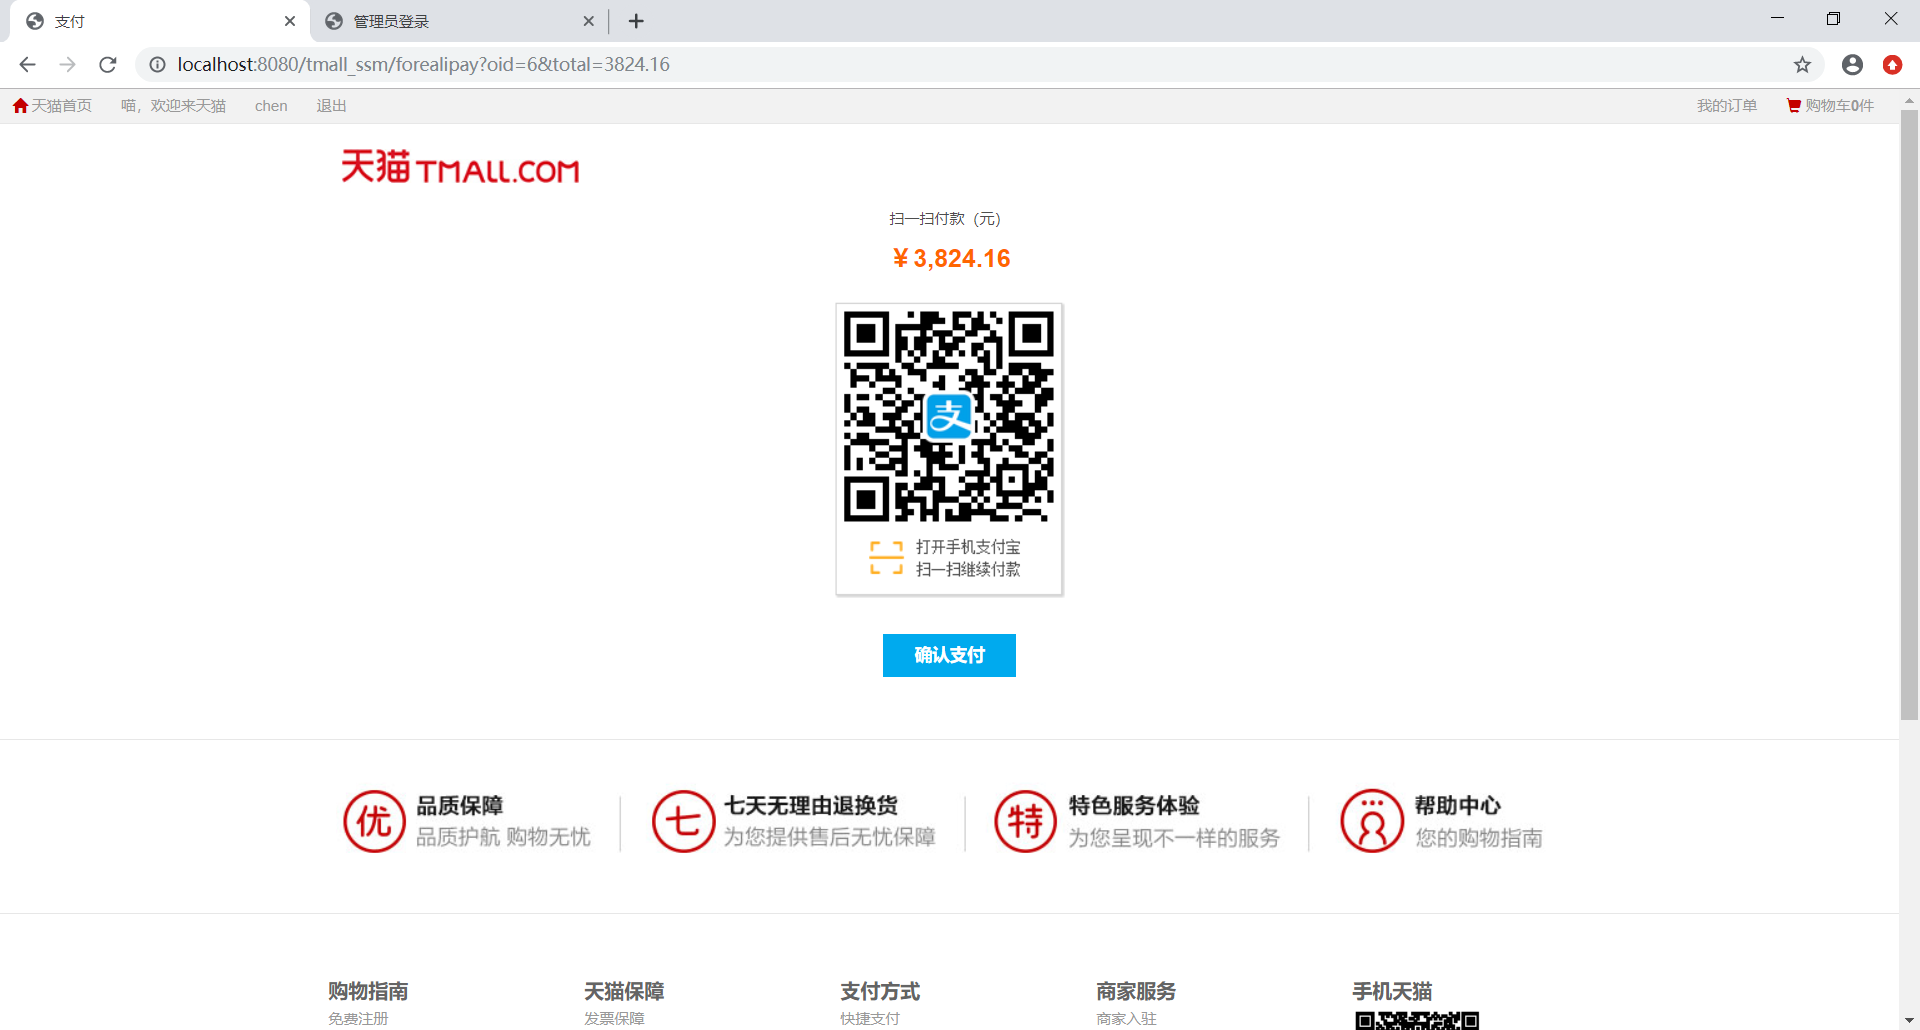 支付
管理员登录
localhost:8080/tmall_ssm/forealipay?oid=6&total=3824.16
天猫首页 喵，欢迎来天猫 chen 退出 我的订单 购物车0件
天猫 TMALL.COM
扫一扫付款（元）
￥3,824.16
支
打开手机支付宝
扫一扫继续付款
确认支付
优 品质保障
品质护航 购物无忧
七 七天无理由退换货
为您提供售后无忧保障
特 特色服务体验
为您呈现不一样的服务
帮助中心
您的购物指南
购物指南 天猫保障 支付方式 商家服务 手机天猫
免费注册 发票保障 快捷支付 商家入驻